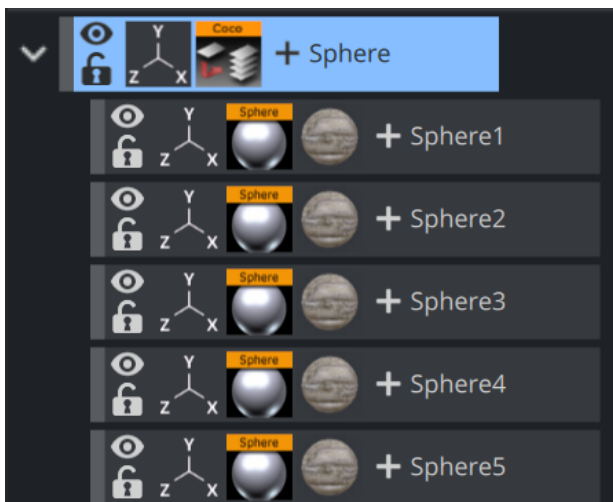 Coco
Y
Z X
Sphere
Sphere
Y
Z X
Sphere1
Sphere
Y
Z X
Sphere2
Sphere
Y
Z X
Sphere3
Sphere
Y
Z X
Sphere4
Sphere
Y
Z X
Sphere5